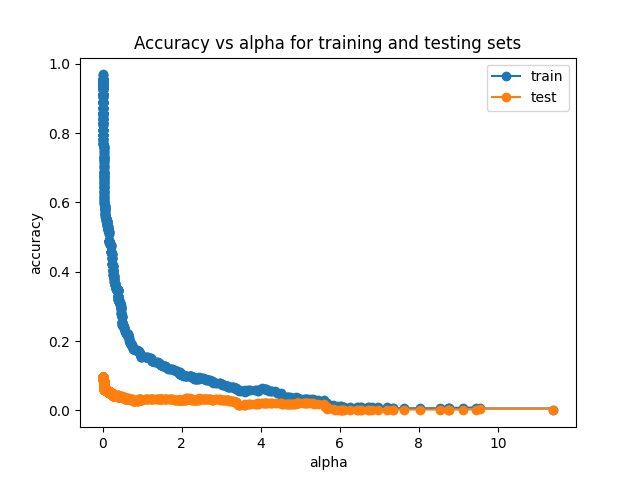 Accuracy vs alpha for training and testing sets
train
test
accuracy
1.0
0.8
0.6
0.4
0.2
0.0
0 2 4 6 8 10
alpha